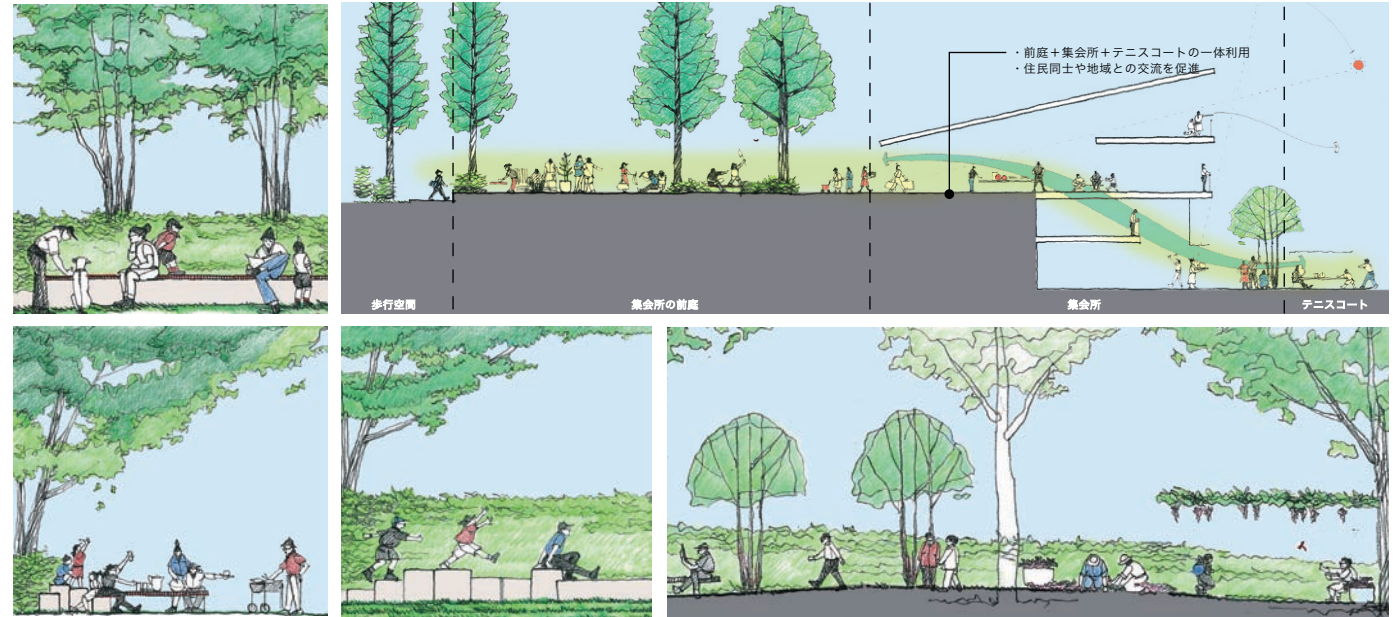 ・前庭＋集会所＋テニスコートの一体利用
・住民同士や地域との交流を促進
歩行空間
集会所の前庭
集会所
テニスコート